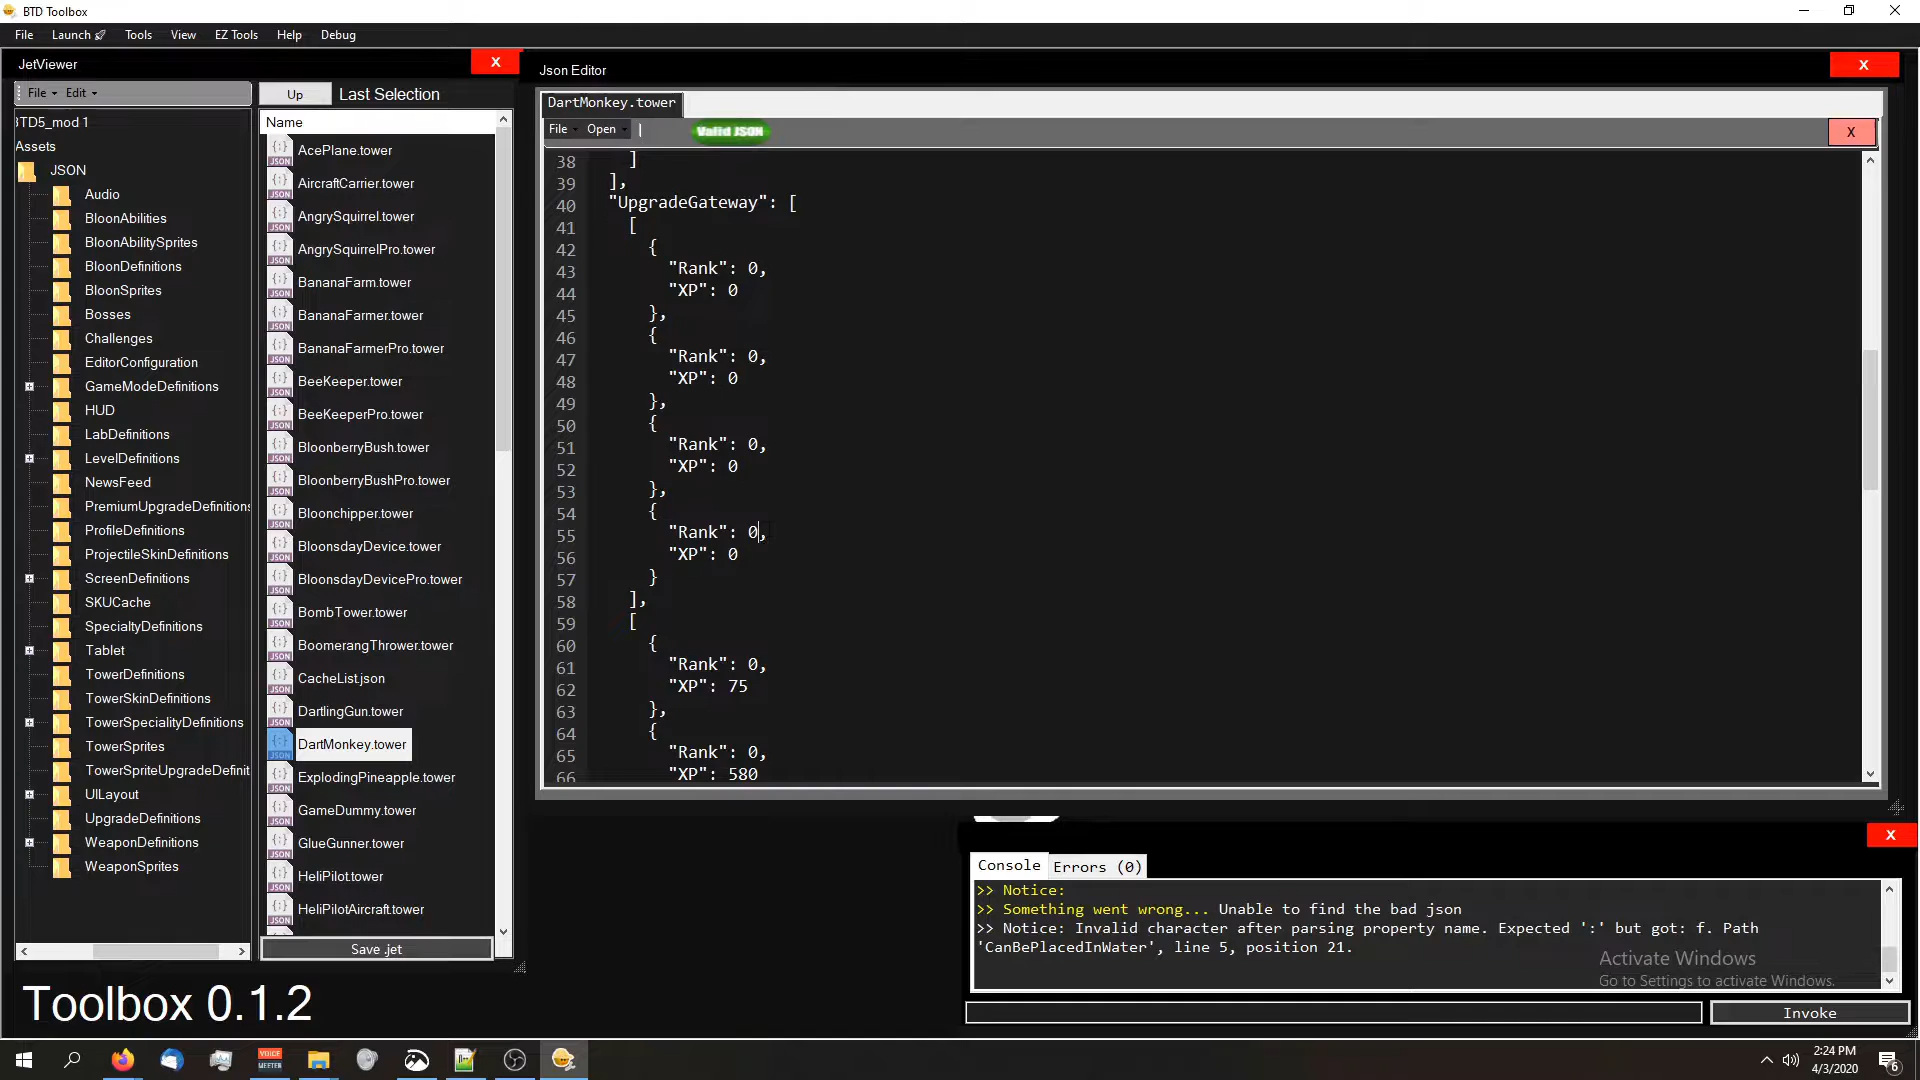 BTD Toolbox
File Launch Tools View EZ Tools Help Debug
JetViewer
X
File Edit
BTD5_mod 1
Assets
JSON
Audio
BloonAbilities
BloonAbilitySprites
BloonDefinitions
BloonSprites
Bosses
Challenges
EditorConfiguration
GameModeDefinitions
HUD
LabDefinitions
LevelDefinitions
NewsFeed
PremiumUpgradeDefinitions
ProfileDefinitions
ProjectileSkinDefinitions
ScreenDefinitions
SKUCache
SpecialtyDefinitions
Tablet
TowerDefinitions
TowerSkinDefinitions
TowerSpecialityDefinitions
TowerSprites
TowerSpriteUpgradeDefinit
UILayout
UpgradeDefinitions
WeaponDefinitions
WeaponSprites
Up Last Selection
Name
AcePlane.tower
AircraftCarrier.tower
AngrySquirrel.tower
AngrySquirrelPro.tower
BananaFarm.tower
BananaFarmer.tower
BananaFarmerPro.tower
BeeKeeper.tower
BeeKeeperPro.tower
BloonberryBush.tower
BloonberryBushPro.tower
Bloonchipper.tower
BloonsdayDevice.tower
BloonsdayDevicePro.tower
BombTower.tower
BoomerangThrower.tower
CacheList.json
DartlingGun.tower
DartMonkey.tower
ExplodingPineapple.tower
GameDummy.tower
GlueGunner.tower
HeliPilot.tower
HeliPilotAircraft.tower
Save .jet
Toolbox 0.1.2
Json Editor
X
DartMonkey.tower
File Open | Valid JSON X
38 ]
39 ],
40 "UpgradeGateway": [
41 [
42 {
43 "Rank": 0,
44 "XP": 0
45 },
46 {
47 "Rank": 0,
48 "XP": 0
49 },
50 {
51 "Rank": 0,
52 "XP": 0
53 },
54 {
55 "Rank": 0,
56 "XP": 0
57 }
58 ],
59 [
60 {
61 "Rank": 0,
62 "XP": 75
63 },
64 {
65 "Rank": 0,
66 "XP": 580
X
Console Errors (0)
>> Notice:
>> Something went wrong... Unable to find the bad json
>> Notice: Invalid character after parsing property name. Expected ':' but got: f. Path
'CanBePlacedInWater', line 5, position 21.
Activate Windows
Go to Settings to activate Windows.
Invoke
VOICE
MEETER
2:24 PM
4/3/2020
6